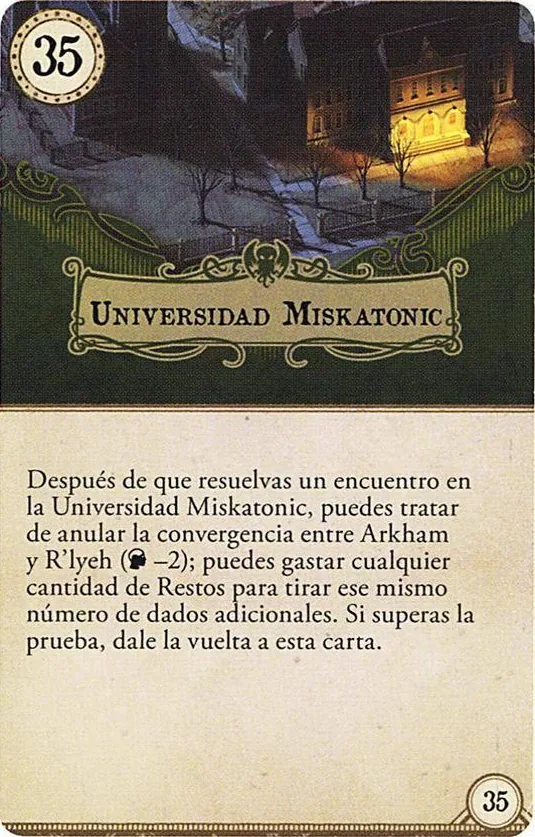 35
UNIVERSIDAD MISKATONIC
Después de que resuelvas un encuentro en
la Universidad Miskatonic, puedes tratar
de anular la convergencia entre Arkham
y R’lyeh ( –2); puedes gastar cualquier
cantidad de Restos para tirar ese mismo
número de dados adicionales. Si superas la
prueba, dale la vuelta a esta carta.
35